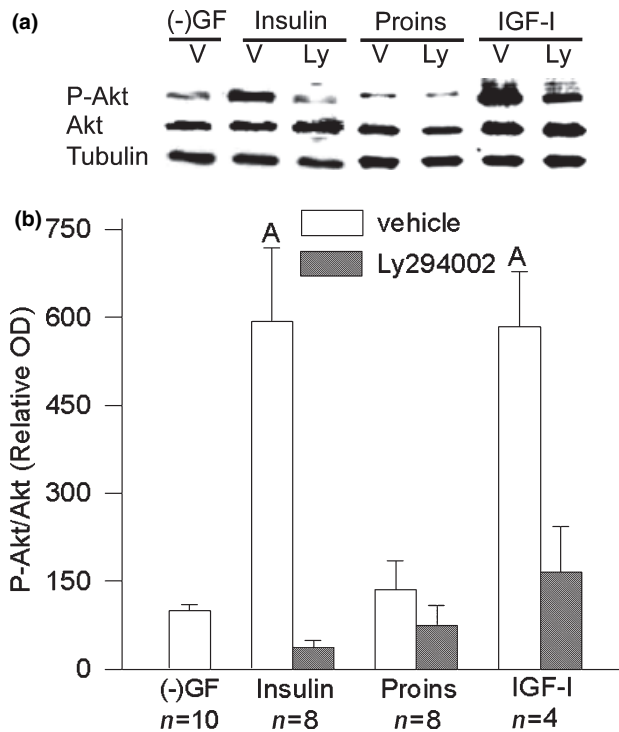 (a) (-)GF Insulin Proins IGF-I
V V Ly V Ly V Ly
P-Akt
Akt
Tubulin
(b)
vehicle
Ly294002
A A
P-Akt/Akt (Relative OD)
750
600
450
300
150
0
(-)GF Insulin Proins IGF-I
n=10 n=8 n=8 n=4